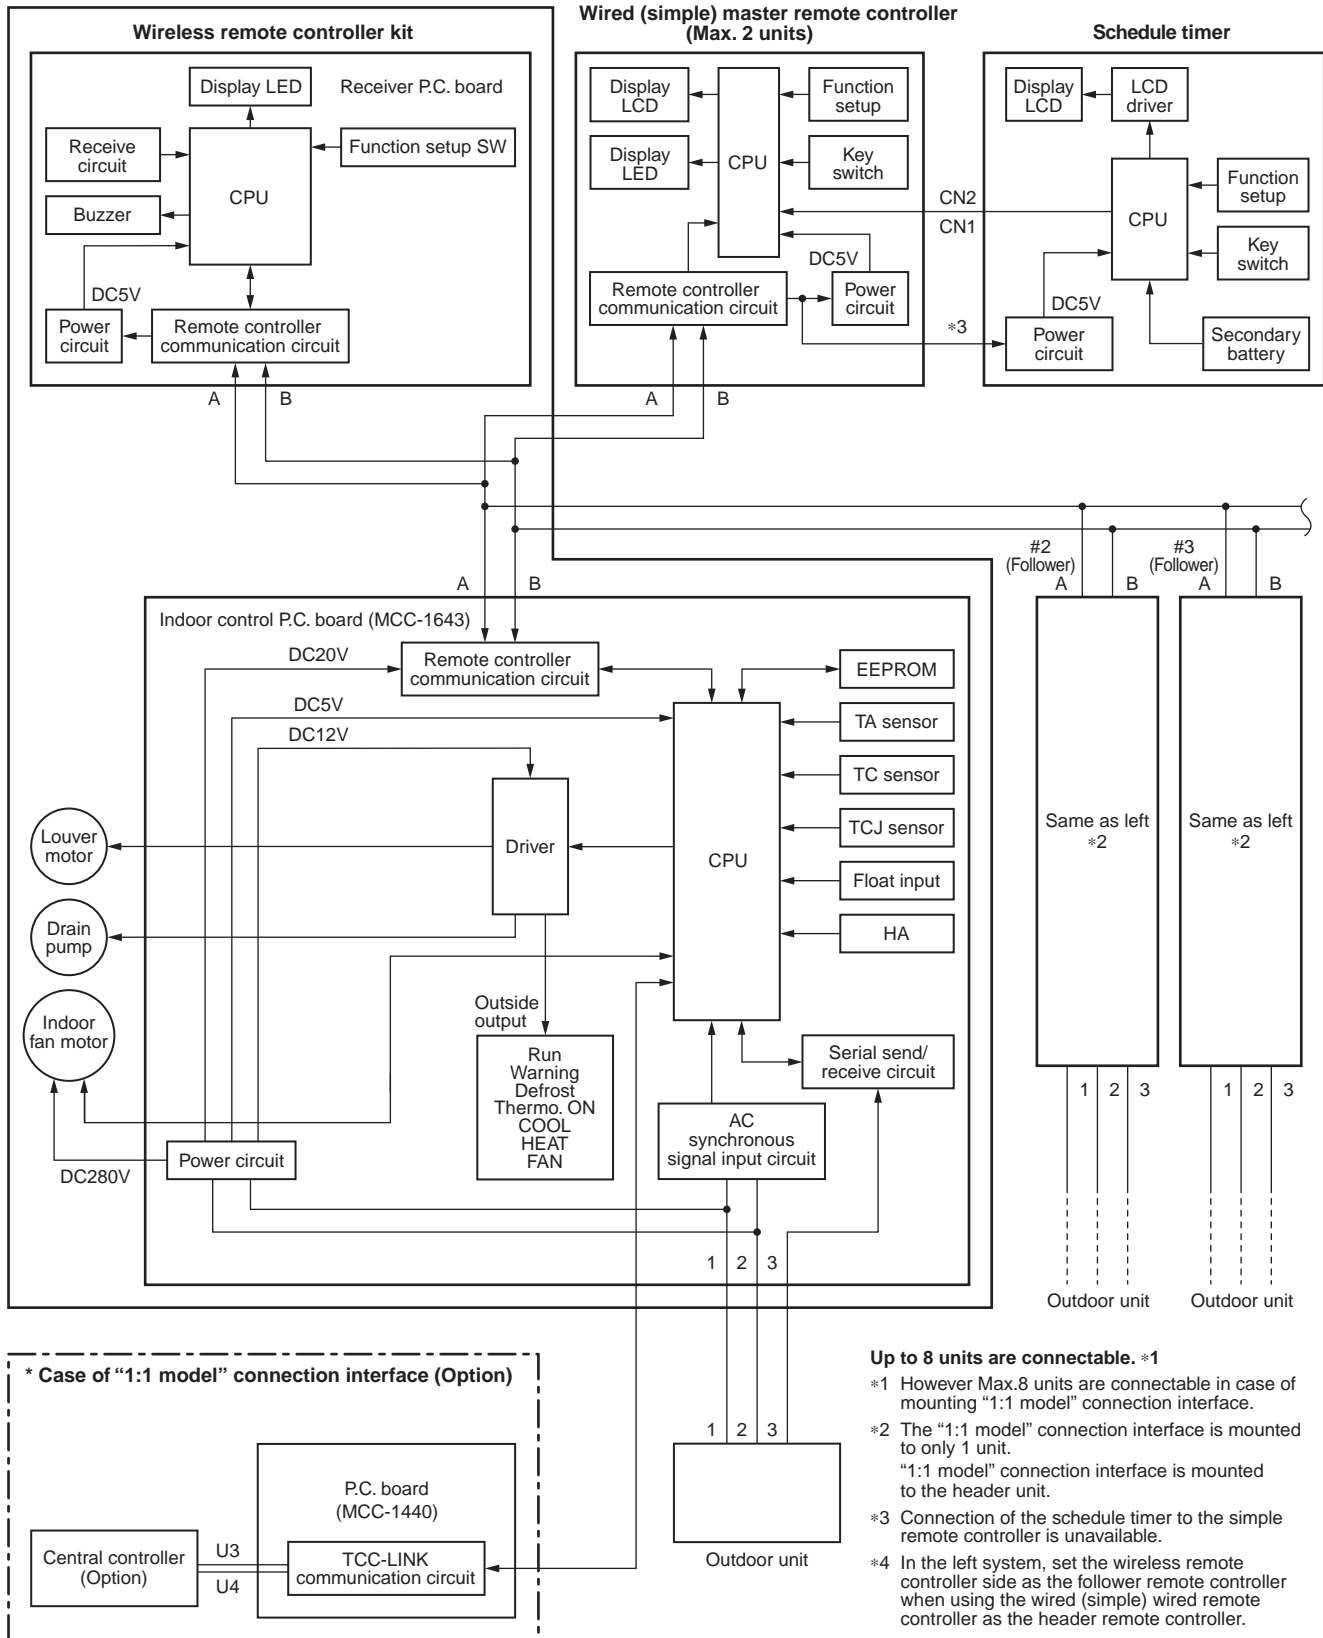 Wireless remote controller kit
Receiver P.C. board
Display LED
Receive
circuit
Function setup SW
CPU
Buzzer
DC5V
Power
circuit
Remote controller
communication circuit
A
B
Wired (simple) master remote controller
(Max. 2 units)
Display
LCD
Function
setup
Display
LED
CPU
Key
switch
DC5V
Remote controller
communication circuit
Power
circuit
A
B
CN2
CN1
∗3
Schedule timer
Display
LCD
LCD
driver
CPU
Function
setup
Key
switch
DC5V
Power
circuit
Secondary
battery
#2
(Follower)
A
B
#3
(Follower)
A
B
Same as left
∗2
Same as left
∗2
1
2
3
1
2
3
Outdoor unit
Outdoor unit
A
B
Indoor control P.C. board (MCC-1643)
DC20V
Remote controller
communication circuit
DC5V
DC12V
EEPROM
TA sensor
TC sensor
TCJ sensor
Float input
HA
CPU
Driver
Louver
motor
Drain
pump
Indoor
fan motor
Outside
output
Run
Warning
Defrost
Thermo. ON
COOL
HEAT
FAN
Serial send/
receive circuit
AC
synchronous
signal input circuit
DC280V
Power circuit
1
2
3
1
2
3
Outdoor unit
* Case of “1:1 model” connection interface (Option)
P.C. board
(MCC-1440)
Central controller
(Option)
U3
U4
TCC-LINK
communication circuit
Up to 8 units are connectable. ∗1
∗1 However Max.8 units are connectable in case of
mounting “1:1 model” connection interface.
∗2 The “1:1 model” connection interface is mounted
to only 1 unit.
“1:1 model” connection interface is mounted
to the header unit.
∗3 Connection of the schedule timer to the simple
remote controller is unavailable.
∗4 In the left system, set the wireless remote
controller side as the follower remote controller
when using the wired (simple) wired remote
controller as the header remote controller.